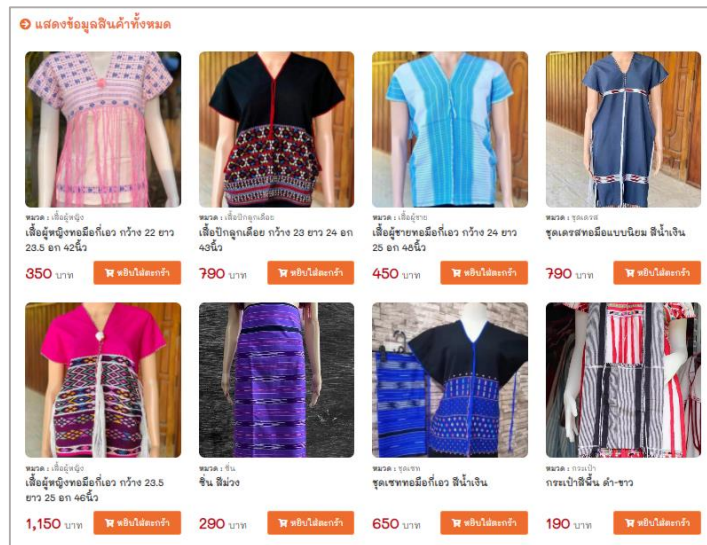 แสดงข้อมูลสินค้าทั้งหมด
หมวด : เสื้อผู้หญิง
เสื้อผู้หญิงทอมือกี่เอว กว้าง 22 ยาว
23.5 อก 42นิ้ว
350 บาท
หยิบใส่ตะกร้า
หมวด : เสื้อปักลูกเดือย
เสื้อปักลูกเดือย กว้าง 23 ยาว 24 อก
43นิ้ว
790 บาท
หยิบใส่ตะกร้า
หมวด : เสื้อผู้ชาย
เสื้อผู้ชายทอมือกี่เอว กว้าง 24 ยาว
25 อก 48นิ้ว
450 บาท
หยิบใส่ตะกร้า
หมวด : ชุดเดรส
ชุดเดรสทอมือแบบนิยม สีน้ำเงิน
790 บาท
หยิบใส่ตะกร้า
หมวด : เสื้อผู้หญิง
เสื้อผู้หญิงทอมือกี่เอว กว้าง 23.5
ยาว 25 อก 46นิ้ว
1,150 บาท
หยิบใส่ตะกร้า
หมวด : ซิ่น
ซิ่น สีม่วง
290 บาท
หยิบใส่ตะกร้า
หมวด : ชุดเซท
ชุดเซททอมือกี่เอว สีน้ำเงิน
650 บาท
หยิบใส่ตะกร้า
หมวด : กระเป๋า
กระเป๋าสีพื้น ดำ-ขาว
190 บาท
หยิบใส่ตะกร้า